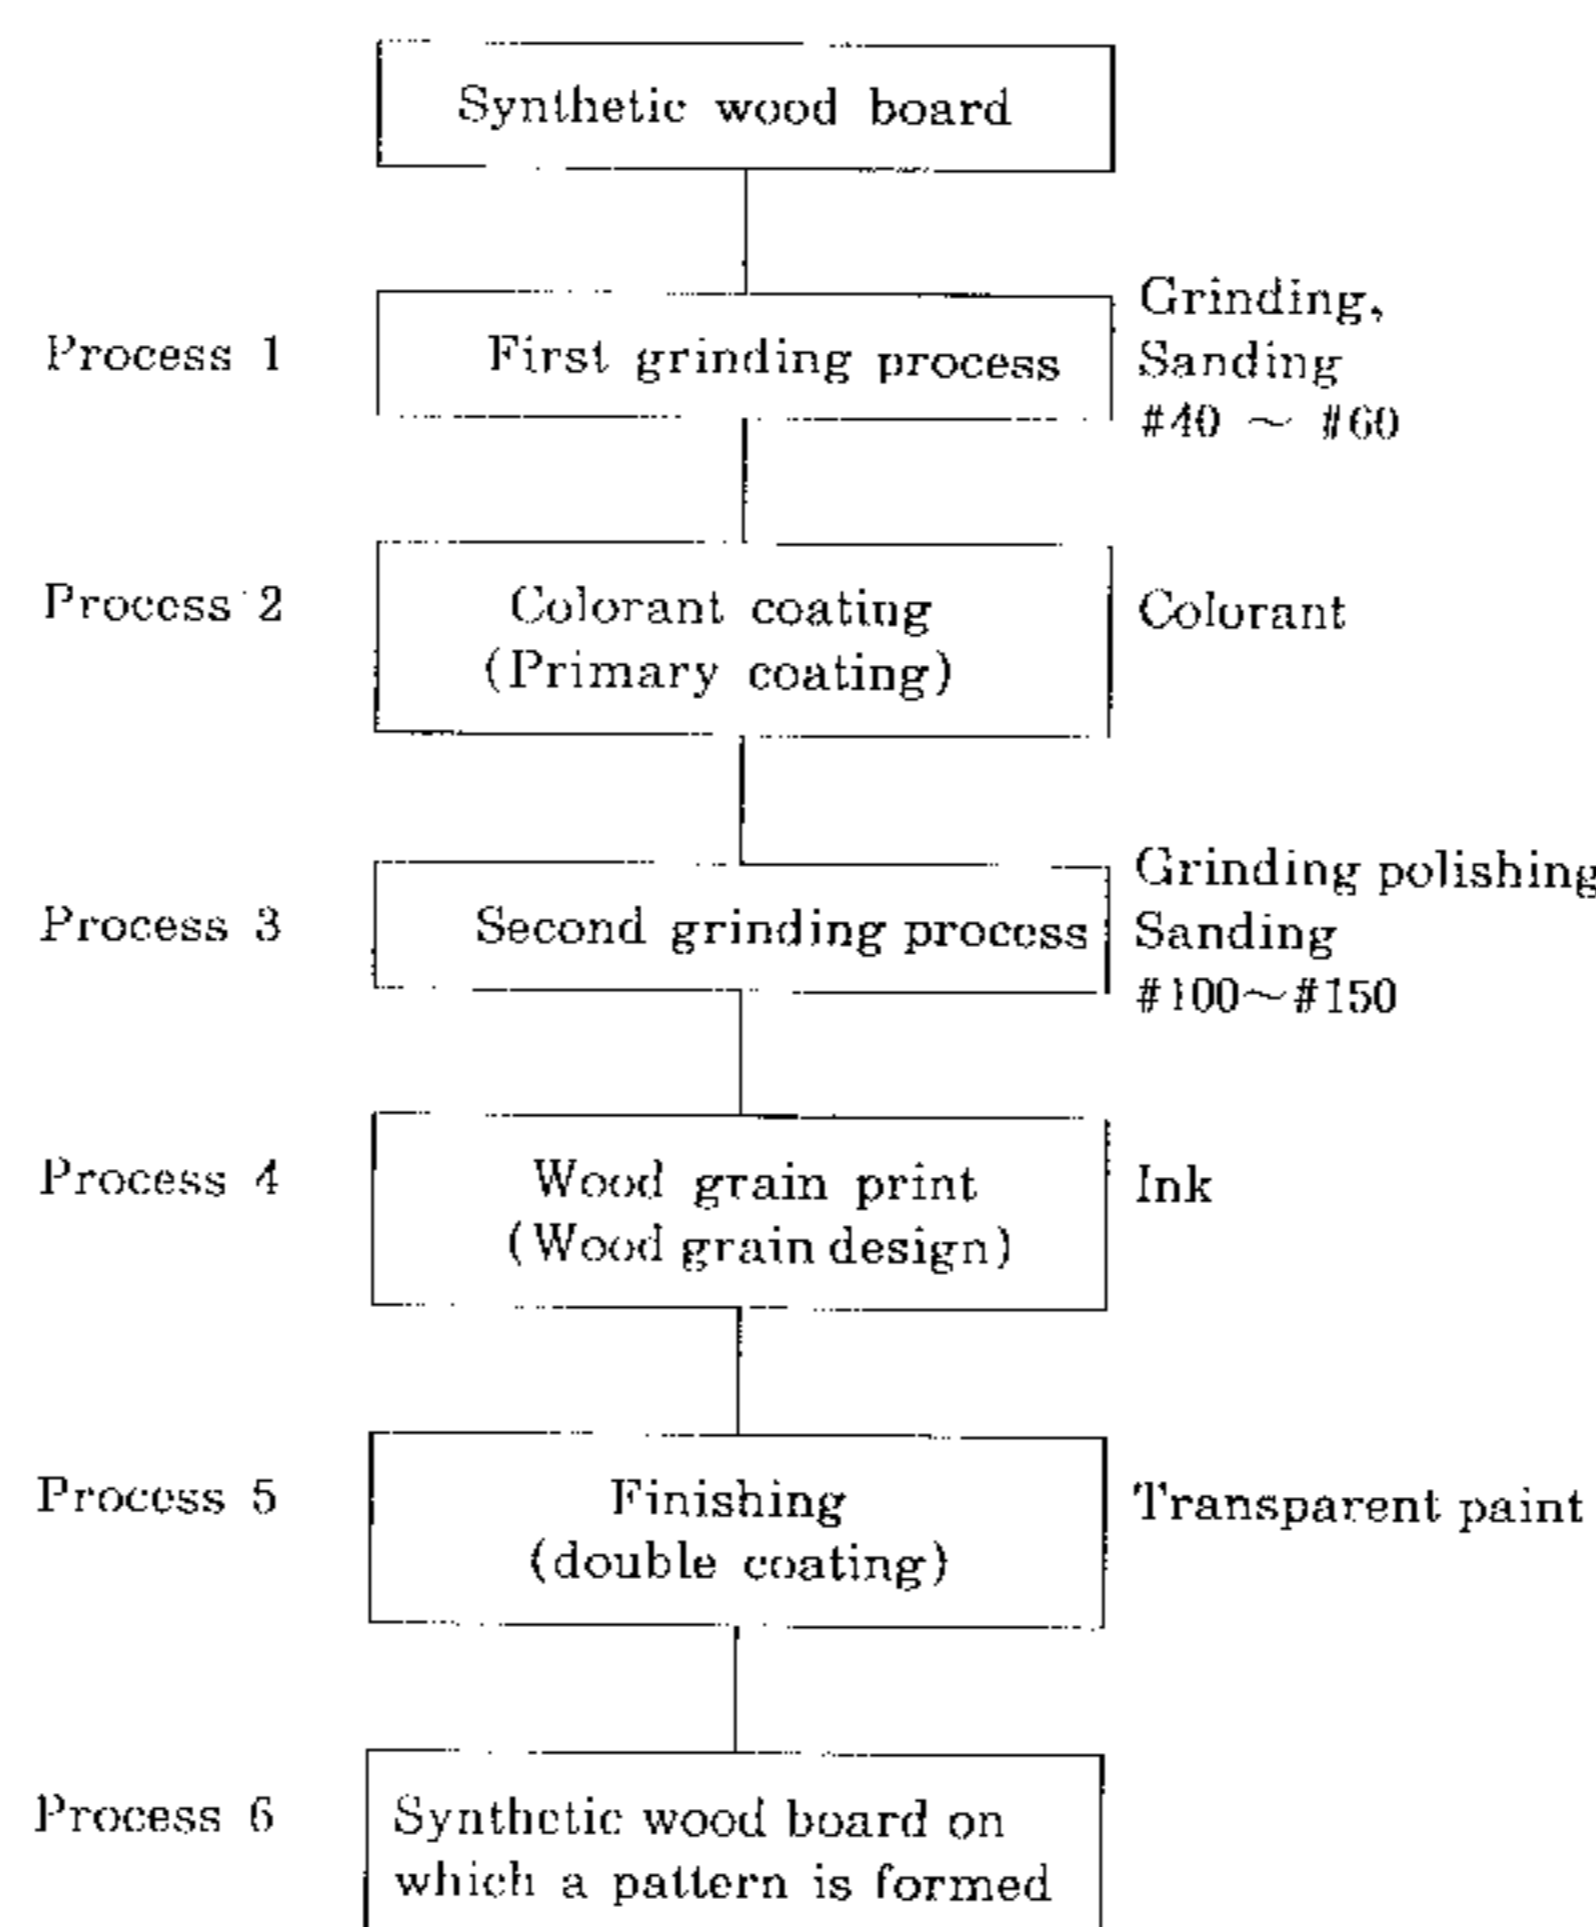 Synthetic wood board
Process 1
First grinding process
Grinding,
Sanding
#40 ~ #60
Process 2
Colorant coating
(Primary coating)
Colorant
Process 3
Second grinding process
Grinding polishing
Sanding
#100~#150
Process 4
Wood grain print
(Wood grain design)
Ink
Process 5
Finishing
(double coating)
Transparent paint
Process 6
Synthetic wood board on
which a pattern is formed